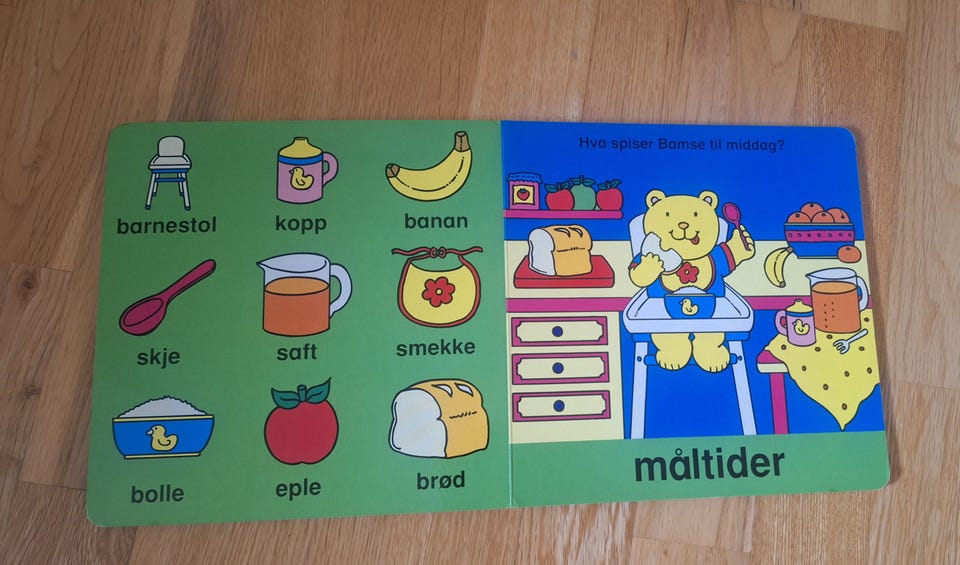 barnestol
kopp
banan
skje
saft
smekke
bolle
eple
brød
Hva spiser Bamse til middag?
måltider